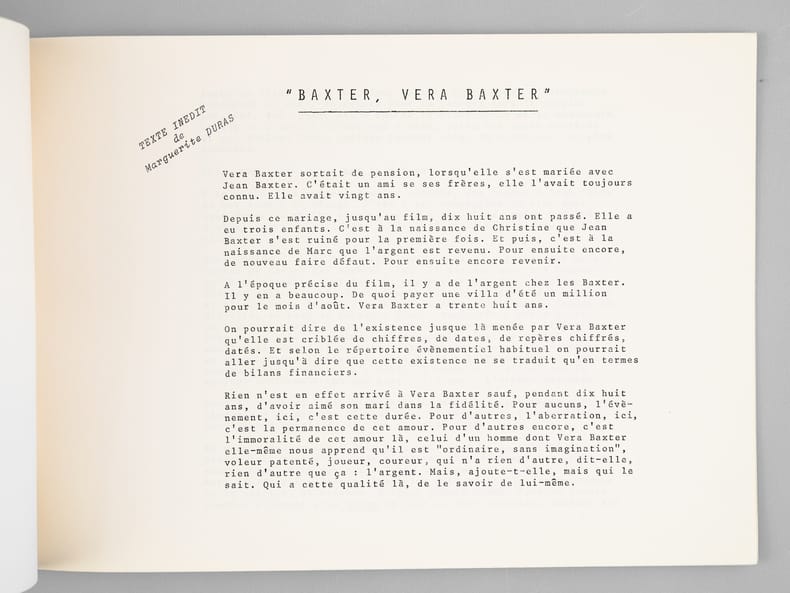 "BAXTER, VERA BAXTER"
TEXTE INEDIT
de
Marguerite DURAS
Vera Baxter sortait de pension, lorsqu'elle s'est mariée avec
Jean Baxter. C'était un ami se ses frères, elle l'avait toujours
connu. Elle avait vingt ans.
Depuis ce mariage, jusqu'au film, dix huit ans ont passé. Elle a
eu trois enfants. C'est à la naissance de Christine que Jean
Baxter s'est ruiné pour la première fois. Et puis, c'est à la
naissance de Marc que l'argent est revenu. Pour ensuite encore,
de nouveau faire défaut. Pour ensuite encore revenir.
A l'époque précise du film, il y a de l'argent chez les Baxter.
Il y en a beaucoup. De quoi payer une villa d'été un million
pour le mois d'août. Vera Baxter a trente huit ans.
On pourrait dire de l'existence jusque là menée par Vera Baxter
qu'elle est criblée de chiffres, de dates, de repères chiffrés,
datés. Et selon le répertoire évènementiel habituel on pourrait
aller jusqu'à dire que cette existence ne se traduit qu'en termes
de bilans financiers.
Rien n'est en effet arrivé à Vera Baxter sauf, pendant dix huit
ans, d'avoir aimé son mari dans la fidélité. Pour aucuns, l'évè-
nement, ici, c'est cette durée. Pour d'autres, l'aberration, ici,
c'est la permanence de cet amour. Pour d'autres encore, c'est
l'immoralité de cet amour là, celui d'un homme dont Vera Baxter
elle-même nous apprend qu'il est "ordinaire, sans imagination",
voleur patenté, joueur, coureur, qui n'a rien d'autre, dit-elle,
rien d'autre que ça : l'argent. Mais, ajoute-t-elle, mais qui le
sait. Qui a cette qualité là, de le savoir de lui-même.